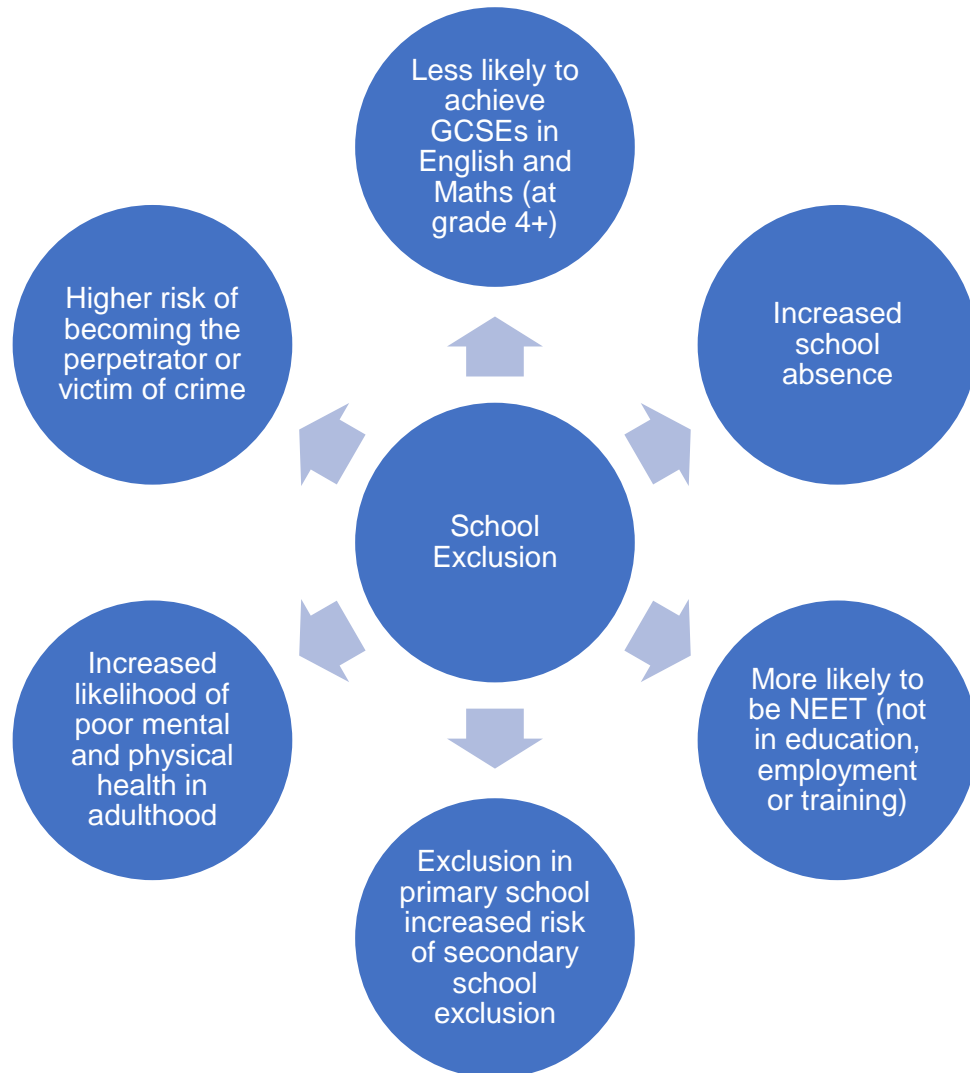 Less likely to
achieve
GCSEs in
English and
Maths (at
grade 4+)
Higher risk of
becoming the
perpetrator or
victim of crime
Increased
school
absence
School
Exclusion
Increased
likelihood of
poor mental
and physical
health in
adulthood
More likely to
be NEET (not
in education,
employment
or training)
Exclusion in
primary school
increased risk
of secondary
school
exclusion